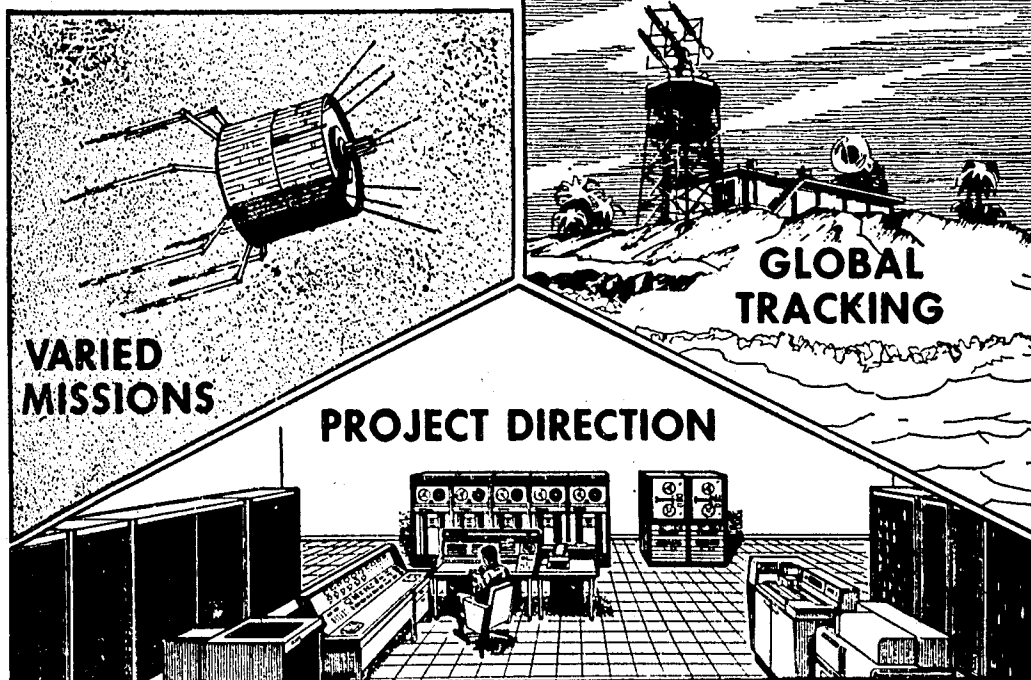 VARIED
MISSIONS
GLOBAL
TRACKING
PROJECT DIRECTION